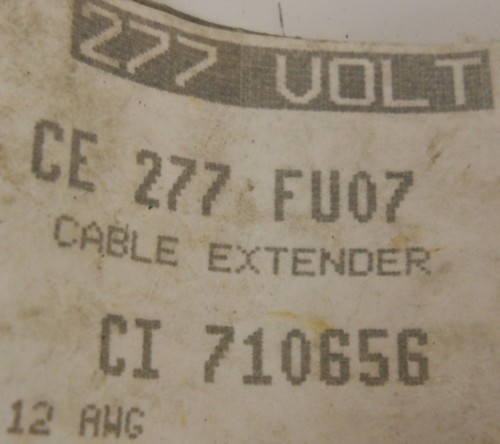 277 VOLT
CE 277 FU07
CABLE EXTENDER
CI 710656
12 AWG